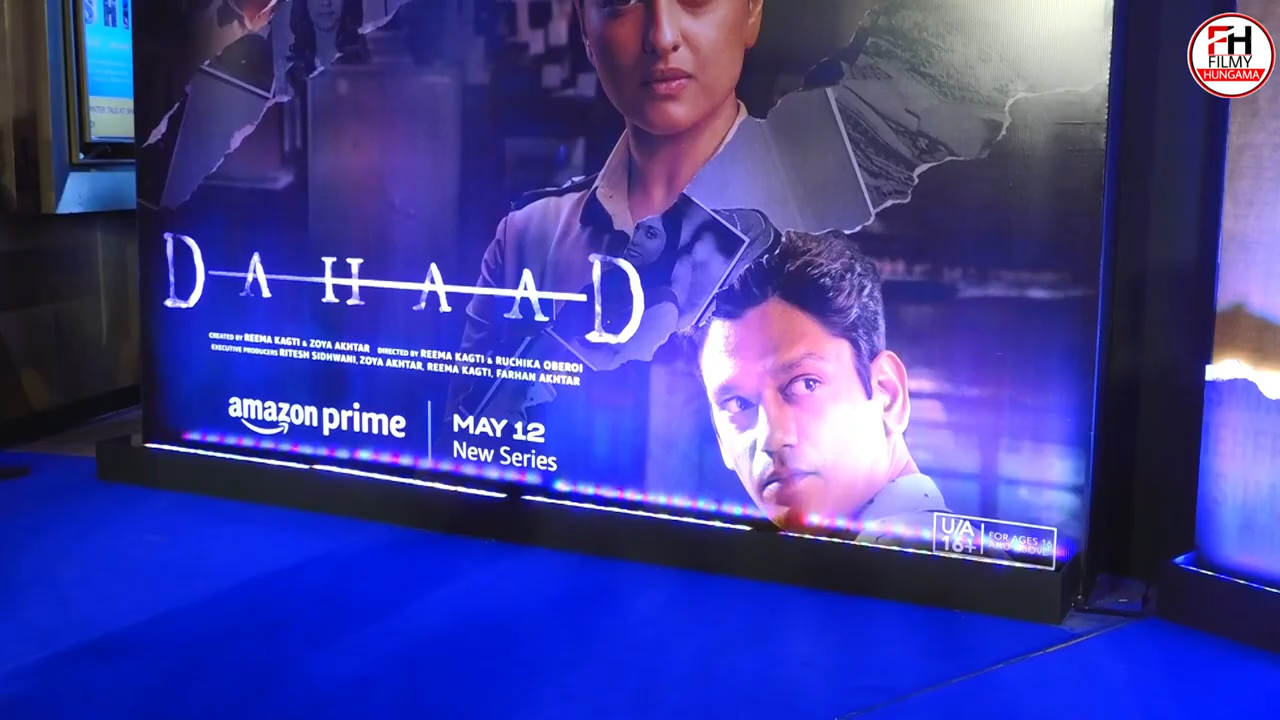 FH
FILMY
HUNGAMA
DAHAAD
CREATED BY REEMA KAGTI & ZOYA AKHTAR DIRECTED BY REEMA KAGTI & RUCHIKA OBEROI
EXECUTIVE PRODUCERS RITESH SIDHWANI, ZOYA AKHTAR, REEMA KAGTI, FARHAN AKHTAR
amazon prime
MAY 12
New Series
U/A
16+
FOR AGES 16
AND ABOVE